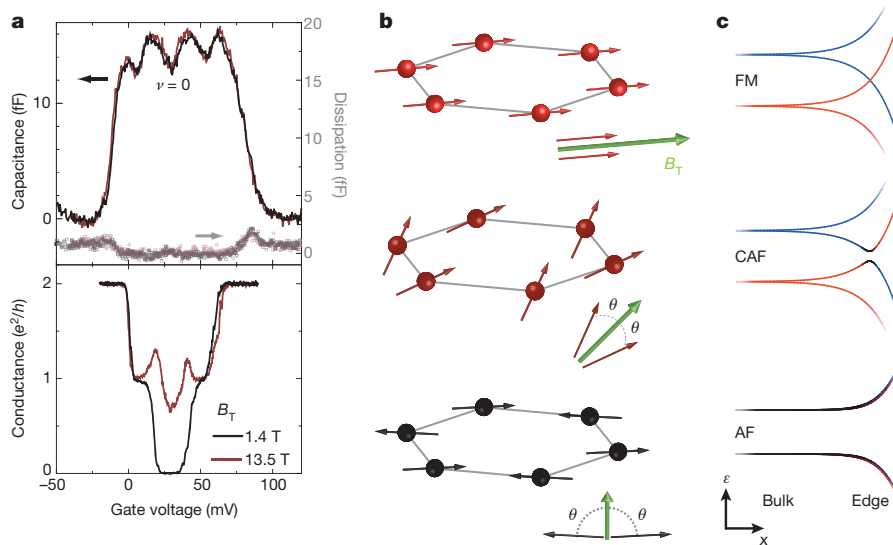 a
20
15
10
5
0
Dissipation (fF)
10
0
Capacitance (fF)
ν = 0
2
1
0
Conductance (e²/h)
B_T
1.4 T
13.5 T
−50
0
50
100
Gate voltage (mV)
b
B_T
θ
θ
θ
θ
c
FM
CAF
AF
ε
x
Bulk
Edge